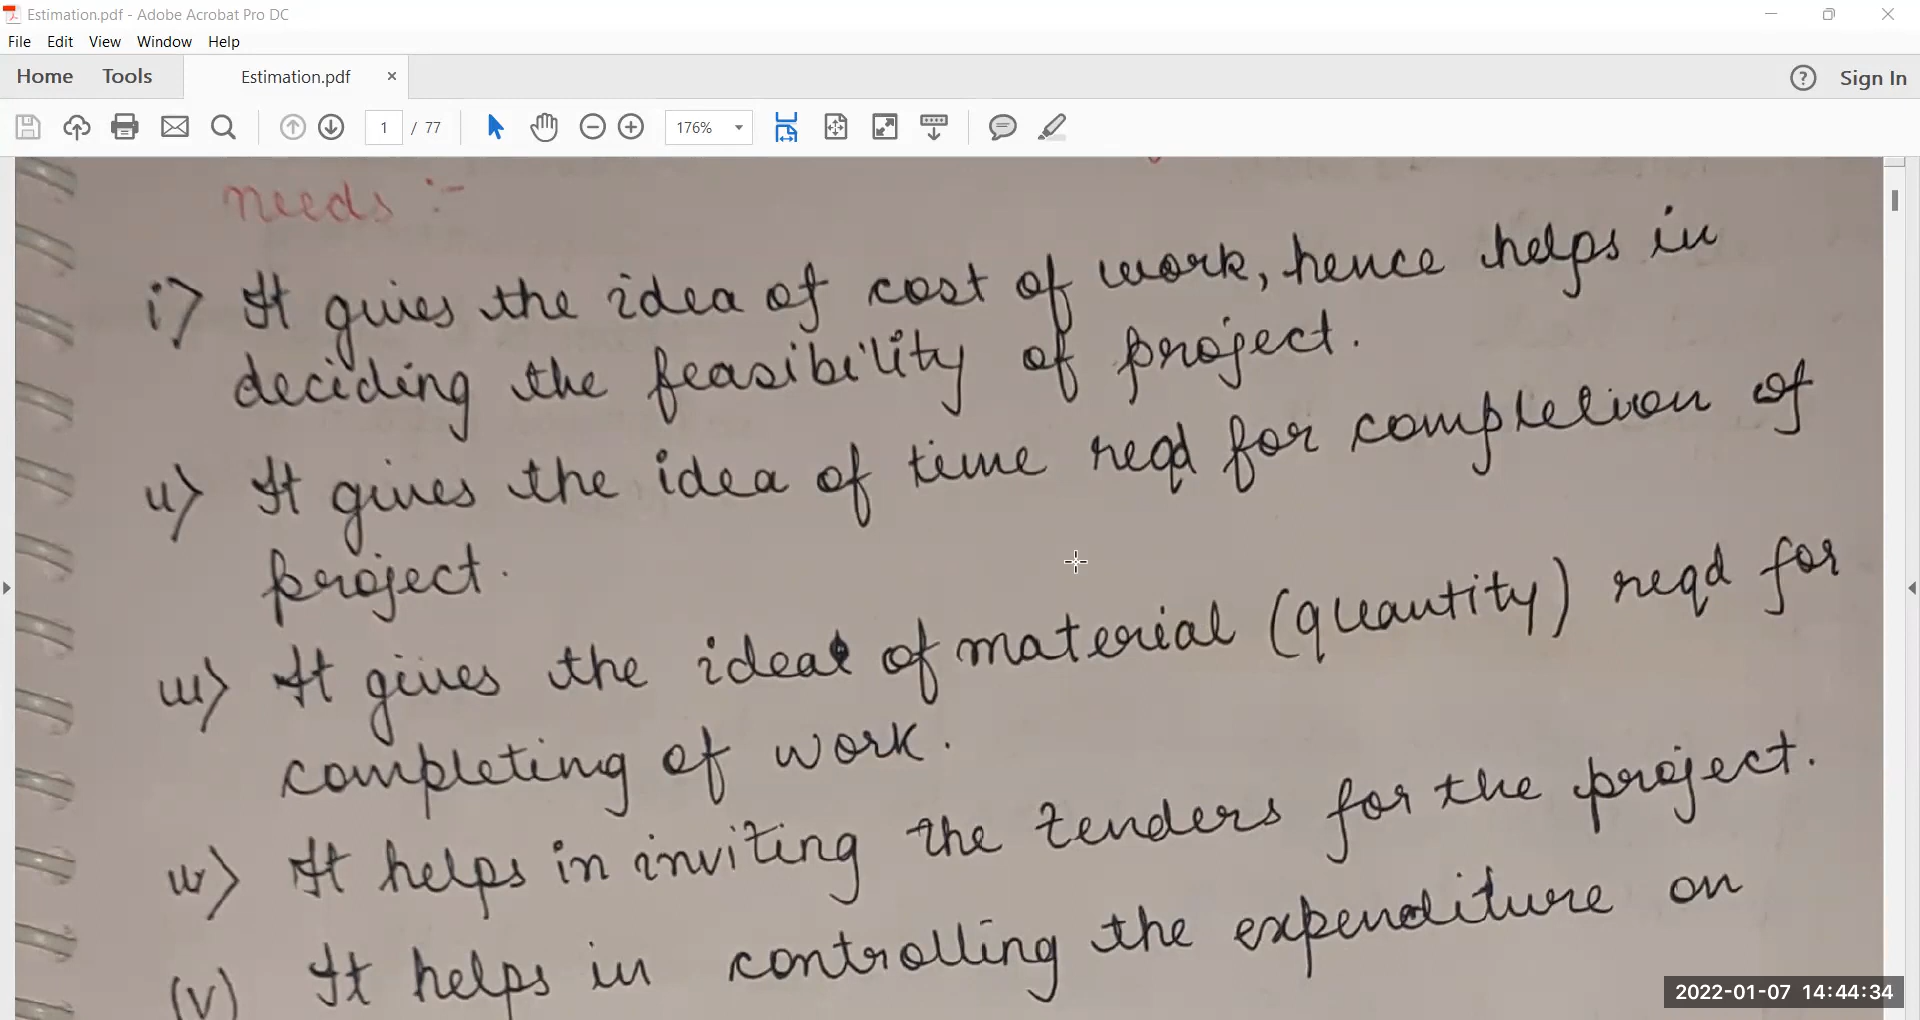 Estimation.pdf - Adobe Acrobat Pro DC
File Edit View Window Help
Home Tools Estimation.pdf × ? Sign In
1 / 77 176%
needs :-
i) It gives the idea of cost of work, hence helps in
deciding the feasibility of project.
ii) It gives the idea of time reqd for completion of
project.
iii) It gives the idea of material (quantity) reqd for
completing of work.
iv) It helps in inviting the tenders for the project.
(v) It helps in controlling the expenditure on
2022-01-07 14:44:34